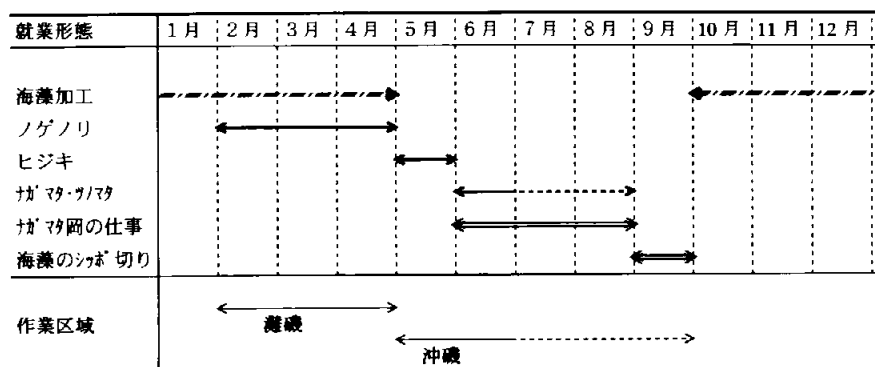 就業形態 1月 2月 3月 4月 5月 6月 7月 8月 9月 10月 11月 12月
海藻加工
ノゲノリ
ヒジキ
ナガマタ・ツノマタ
ナガマタ岡の仕事
海藻のシッポ切り
作業区域
灘磯
沖磯